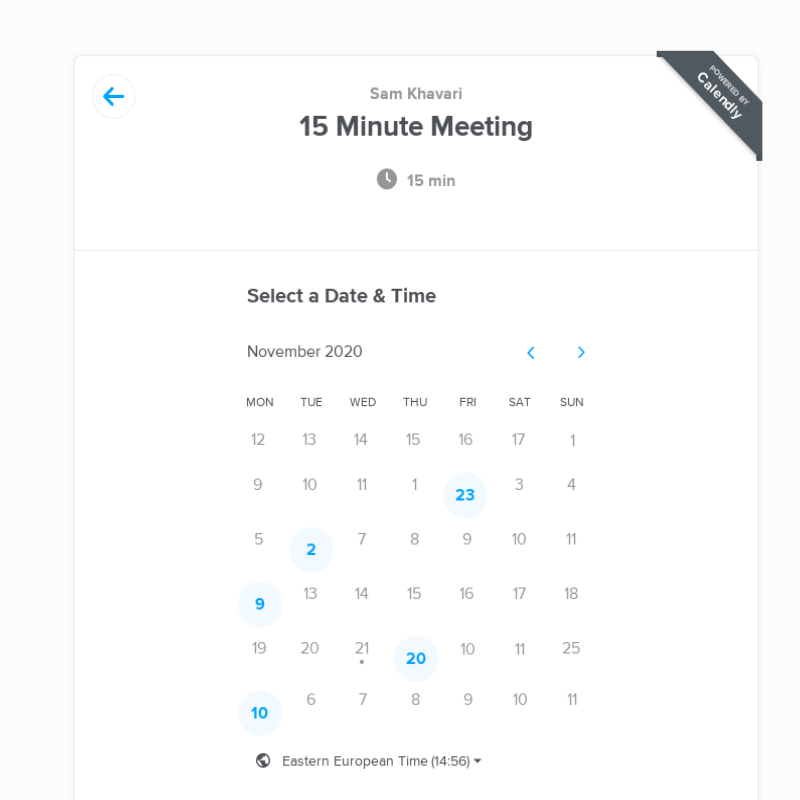 POWERED BY
Calendly
Sam Khavari
15 Minute Meeting
15 min
Select a Date & Time
November 2020
MON TUE WED THU FRI SAT SUN
12 13 14 15 16 17 1
9 10 11 1 23 3 4
5 2 7 8 9 10 11
9 13 14 15 16 17 18
19 20 21 20 10 11 25
10 6 7 8 9 10 11
Eastern European Time (14:56)